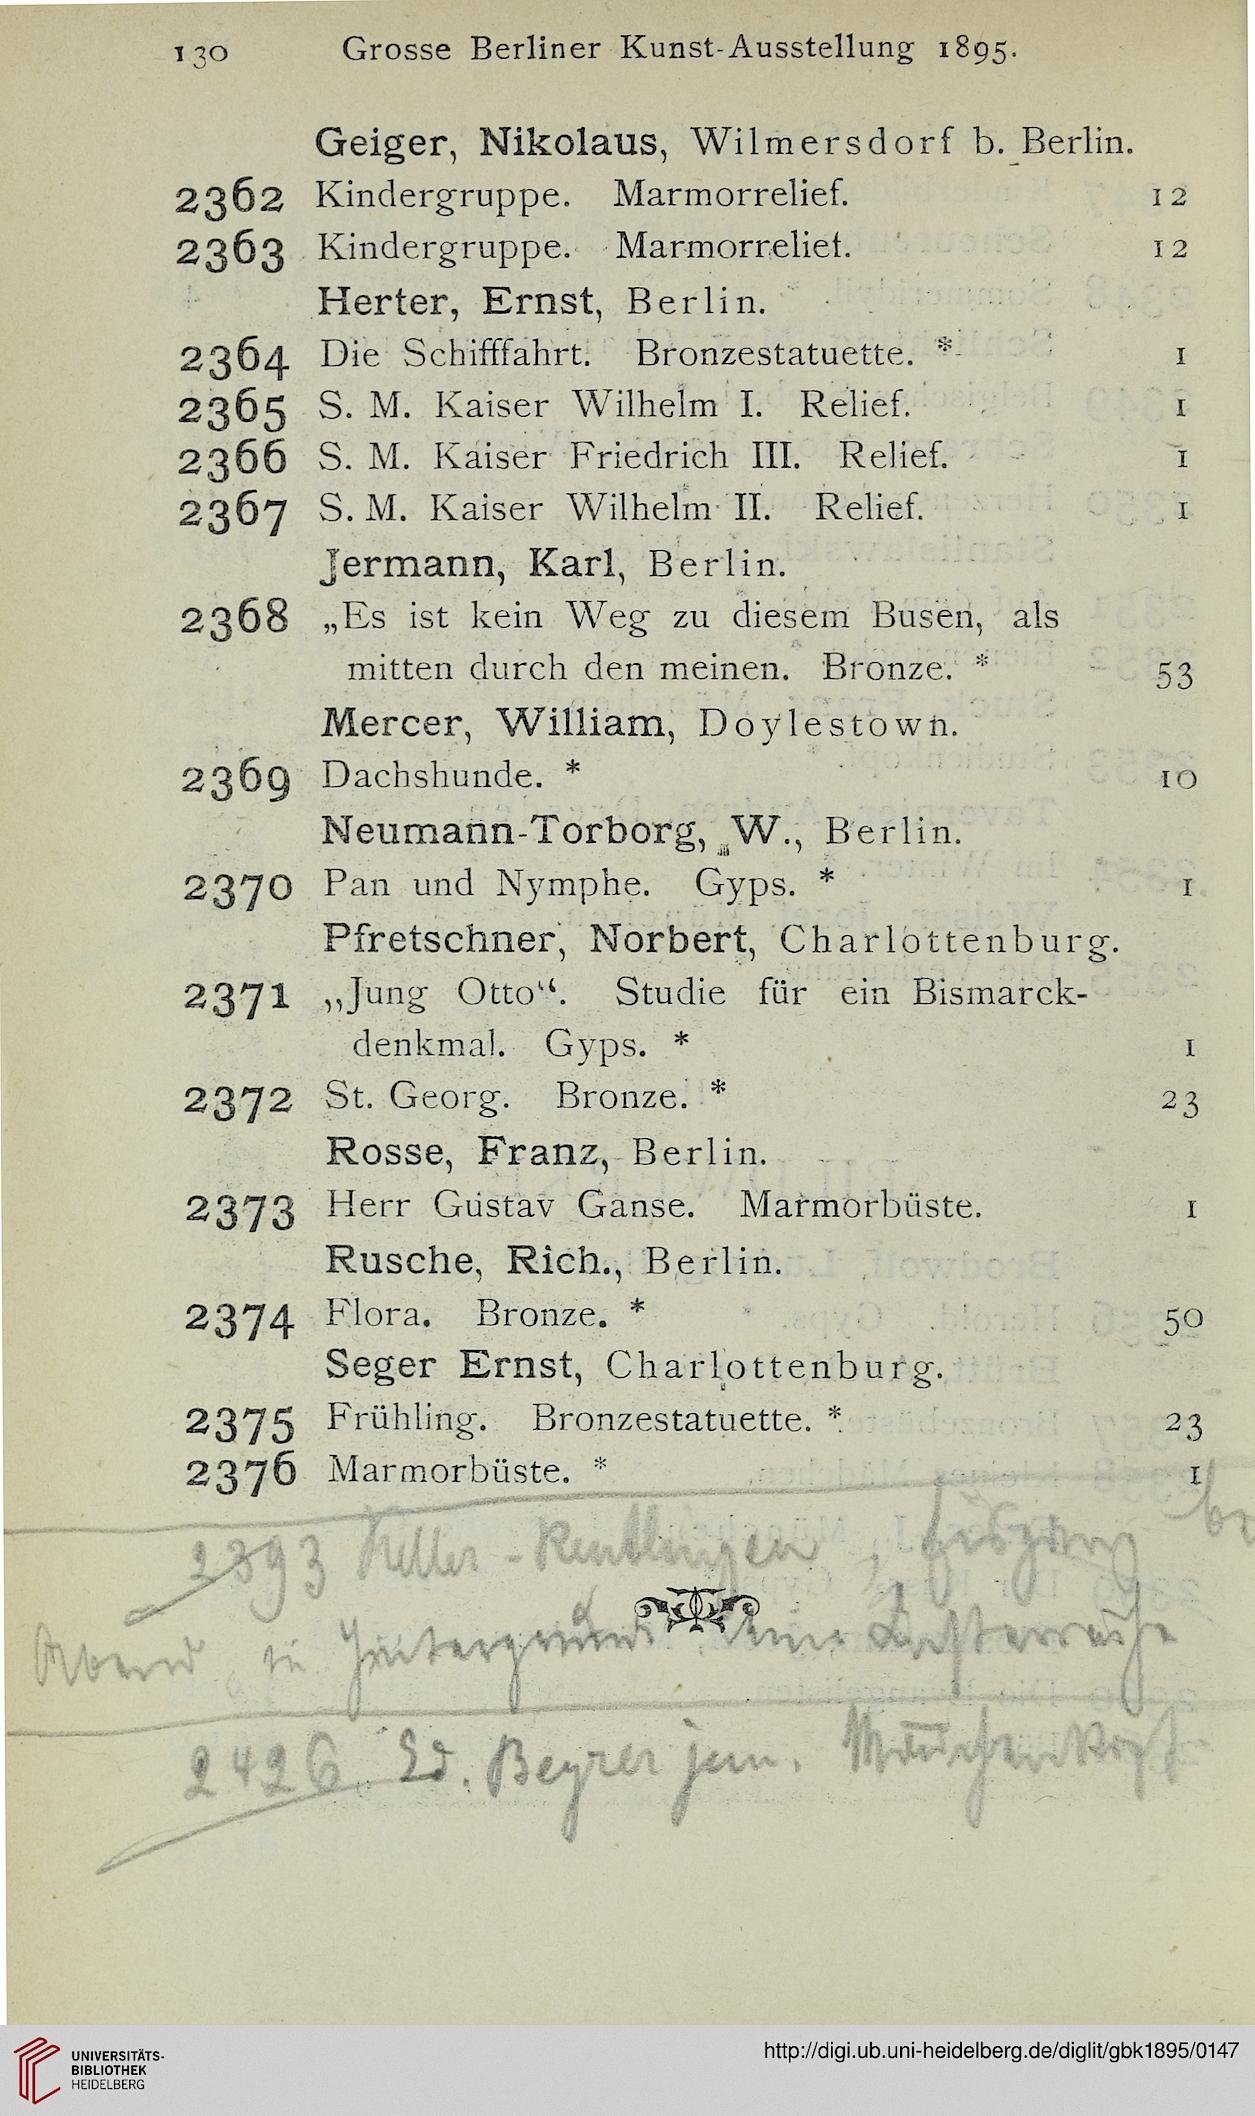 130 Grosse Berliner Kunst-Ausstellung 1895.
Geiger, Nikolaus, Wilmersdorf b. Berlin.
2362 Kindergruppe. Marmorrelief. 12
2363 Kindergruppe. Marmorrelief. 12
Herter, Ernst, Berlin.
2364 Die Schifffahrt. Bronzestatuette. * 1
2365 S. M. Kaiser Wilhelm I. Relief. 1
2366 S. M. Kaiser Friedrich III. Relief. 1
2367 S. M. Kaiser Wilhelm II. Relief. 1
Jermann, Karl, Berlin.
2368 „Es ist kein Weg zu diesem Busen, als
mitten durch den meinen. Bronze. * 53
Mercer, William, Doylestown.
2369 Dachshunde. * 10
Neumann-Torborg, W., Berlin.
2370 Pan und Nymphe. Gyps. * 1
Pfretschner, Norbert, Charlottenburg.
2371 „Jung Otto“. Studie für ein Bismarck-
denkmal. Gyps. * 1
2372 St. Georg. Bronze. * 23
Rosse, Franz, Berlin.
2373 Herr Gustav Ganse. Marmorbüste. 1
Rusche, Rich., Berlin.
2374 Flora. Bronze. * 50
Seger Ernst, Charlottenburg.
2375 Frühling. Bronzestatuette. * 23
2376 Marmorbüste. * 1
2393 Keller-Reutlingen
Abend, im Hintergrund
2426 Ed. Beyrer jun.
UNIVERSITÄTS-
BIBLIOTHEK
HEIDELBERG
http://digi.ub.uni-heidelberg.de/diglit/gbk1895/0147